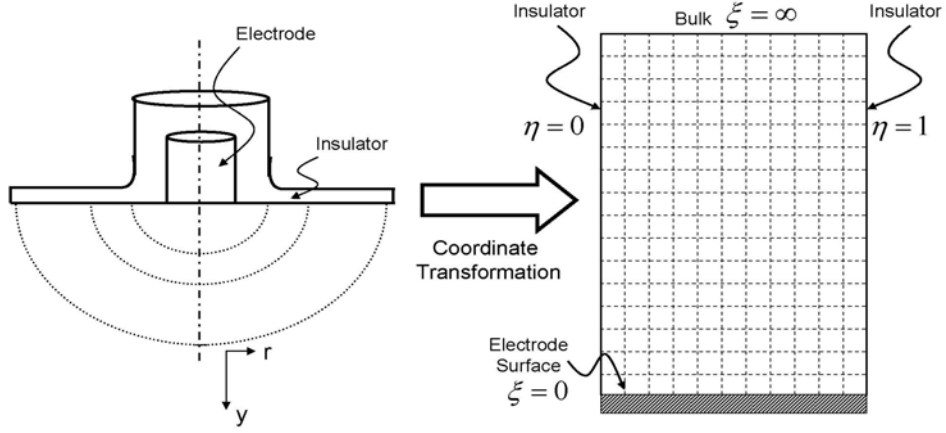 Electrode
Insulator
r
y
Coordinate
Transformation
Insulator
Bulk ξ = ∞
Insulator
η = 0
η = 1
Electrode
Surface
ξ = 0